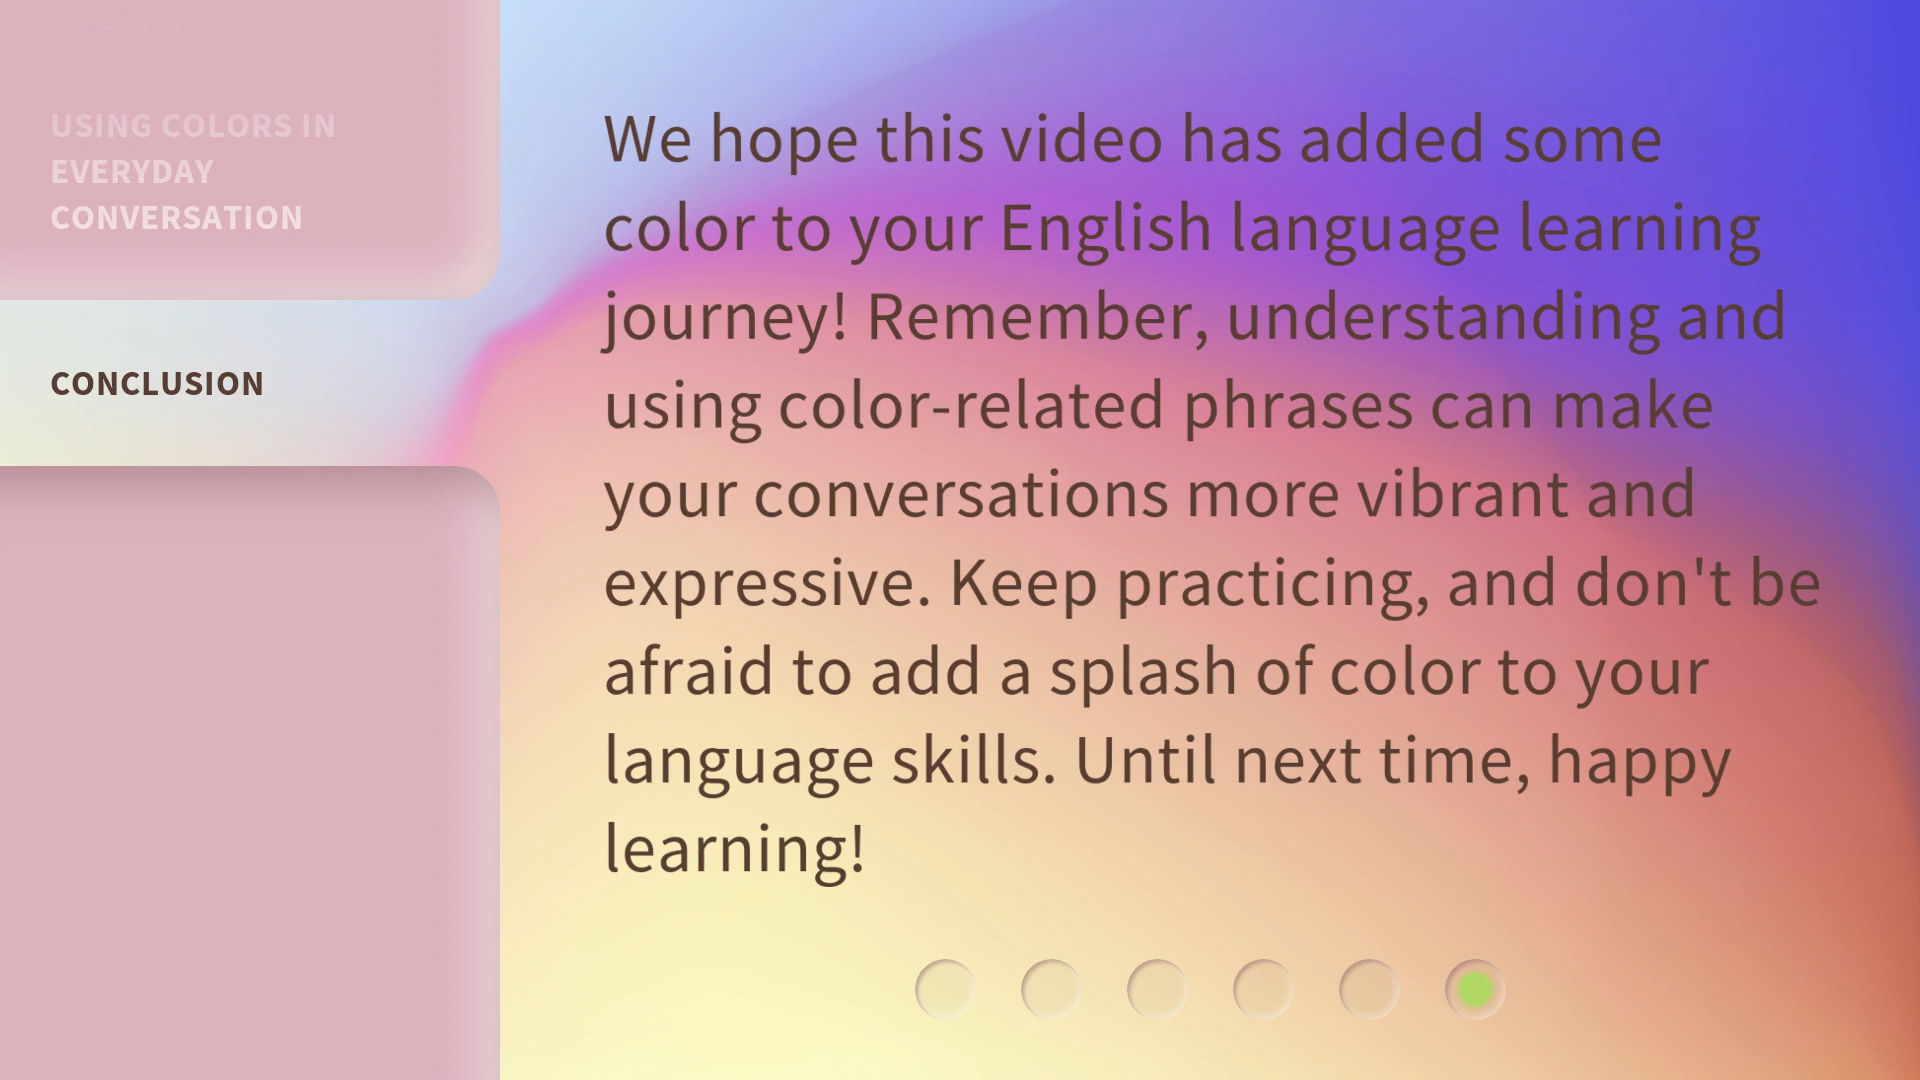 COLORS
USING COLORS IN
EVERYDAY
CONVERSATION
CONCLUSION
We hope this video has added some
color to your English language learning
journey! Remember, understanding and
using color-related phrases can make
your conversations more vibrant and
expressive. Keep practicing, and don't be
afraid to add a splash of color to your
language skills. Until next time, happy
learning!